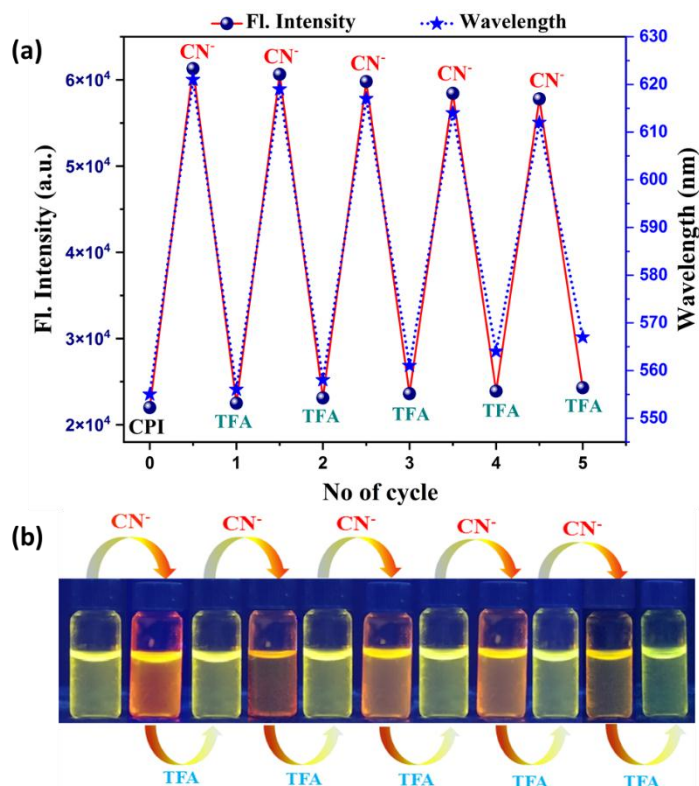 (a)
Fl. Intensity Wavelength
Fl. Intensity (a.u.)
6×10⁴
5×10⁴
4×10⁴
3×10⁴
2×10⁴
CN⁻ CN⁻ CN⁻ CN⁻ CN⁻
CPI TFA TFA TFA TFA TFA
0 1 2 3 4 5
No of cycle
630
620
610
600
590
580
570
560
550
Wavelength (nm)
(b)
CN⁻ CN⁻ CN⁻ CN⁻ CN⁻
TFA TFA TFA TFA TFA